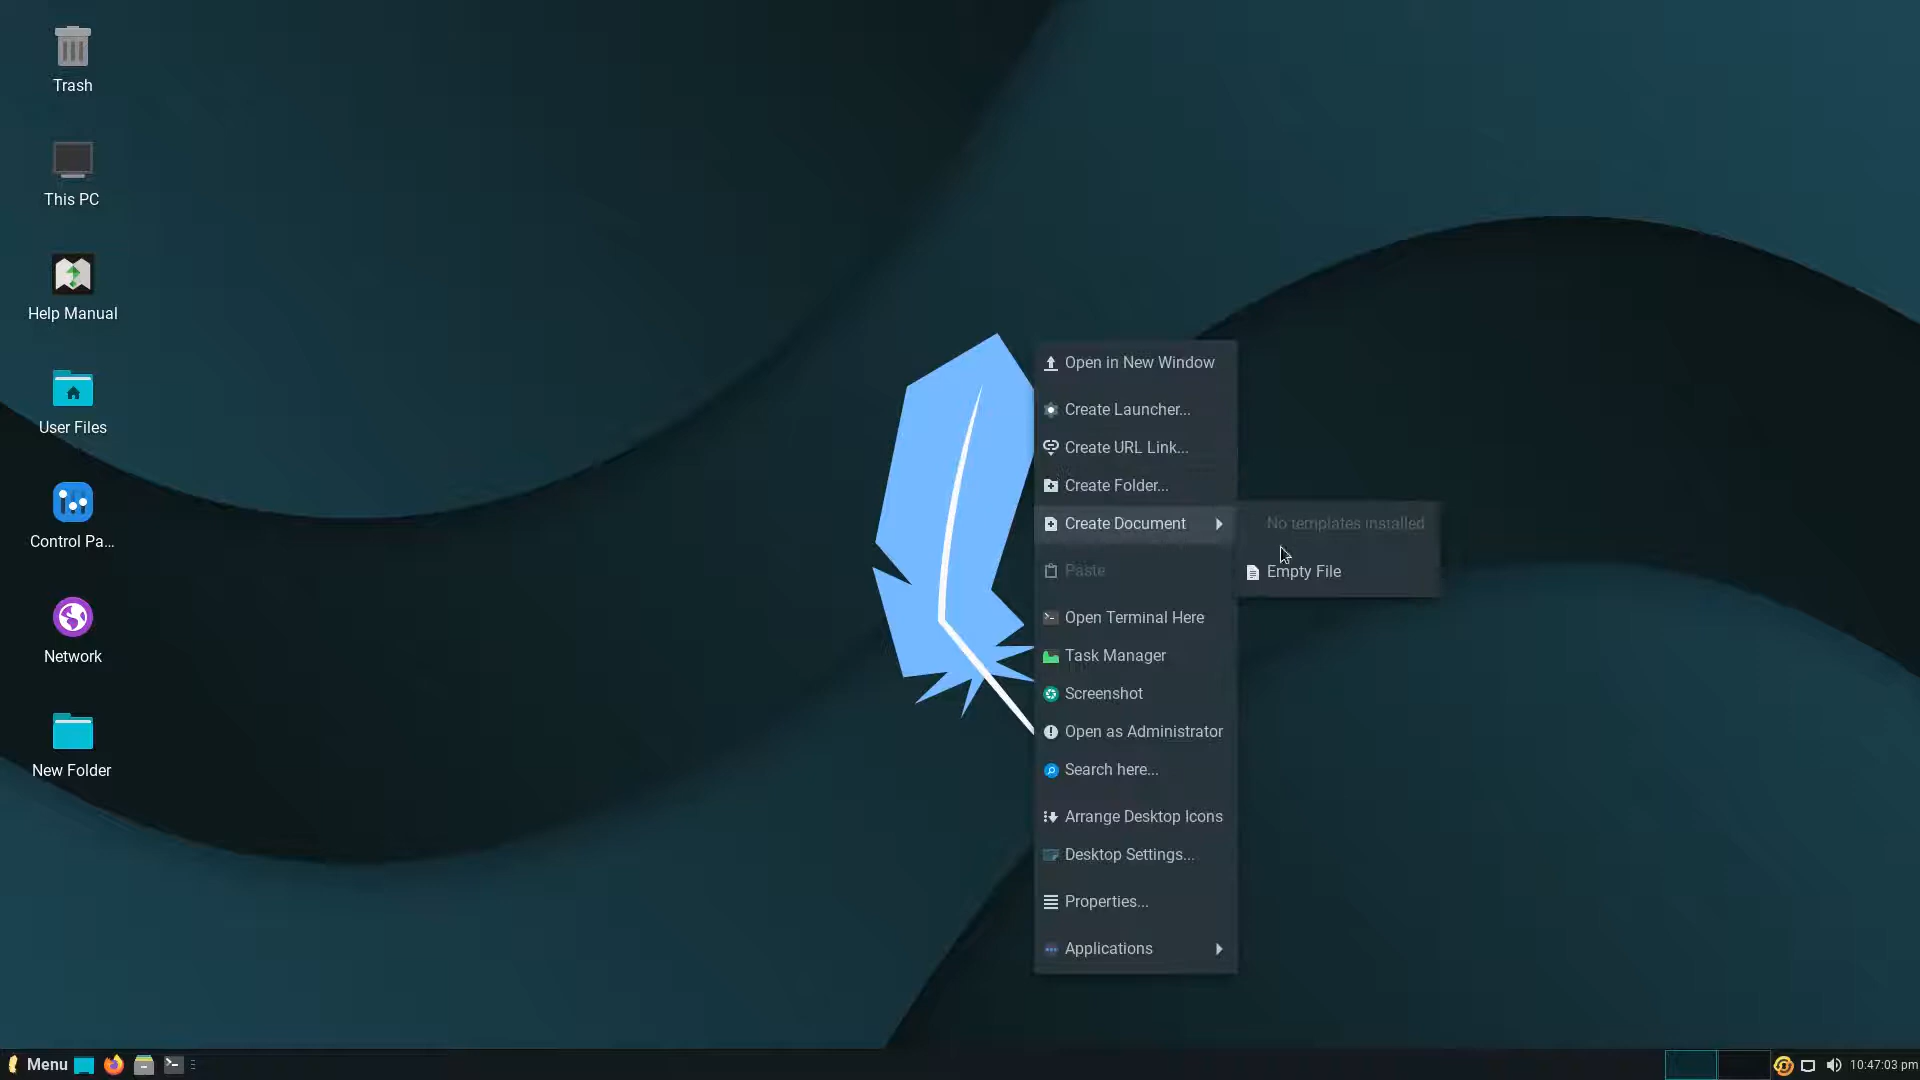 Trash
This PC
Help Manual
User Files
Control Pa...
Network
New Folder
Open in New Window
Create Launcher...
Create URL Link...
Create Folder...
Create Document
No templates installed
Empty File
Paste
Open Terminal Here
Task Manager
Screenshot
Open as Administrator
Search here...
Arrange Desktop Icons
Desktop Settings...
Properties...
Applications
Menu
10:47:03 pm